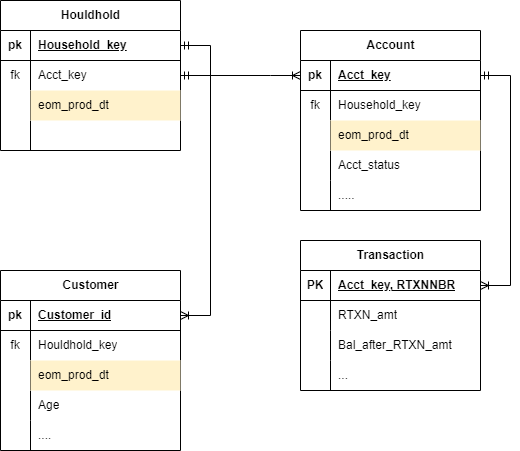 Houldhold
pk Household_key
fk Acct_key
eom_prod_dt
Account
pk Acct_key
fk Household_key
eom_prod_dt
Acct_status
.....
Transaction
PK Acct_key, RTXNNBR
RTXN_amt
Bal_after_RTXN_amt
...
Customer
pk Customer_id
fk Houldhold_key
eom_prod_dt
Age
....